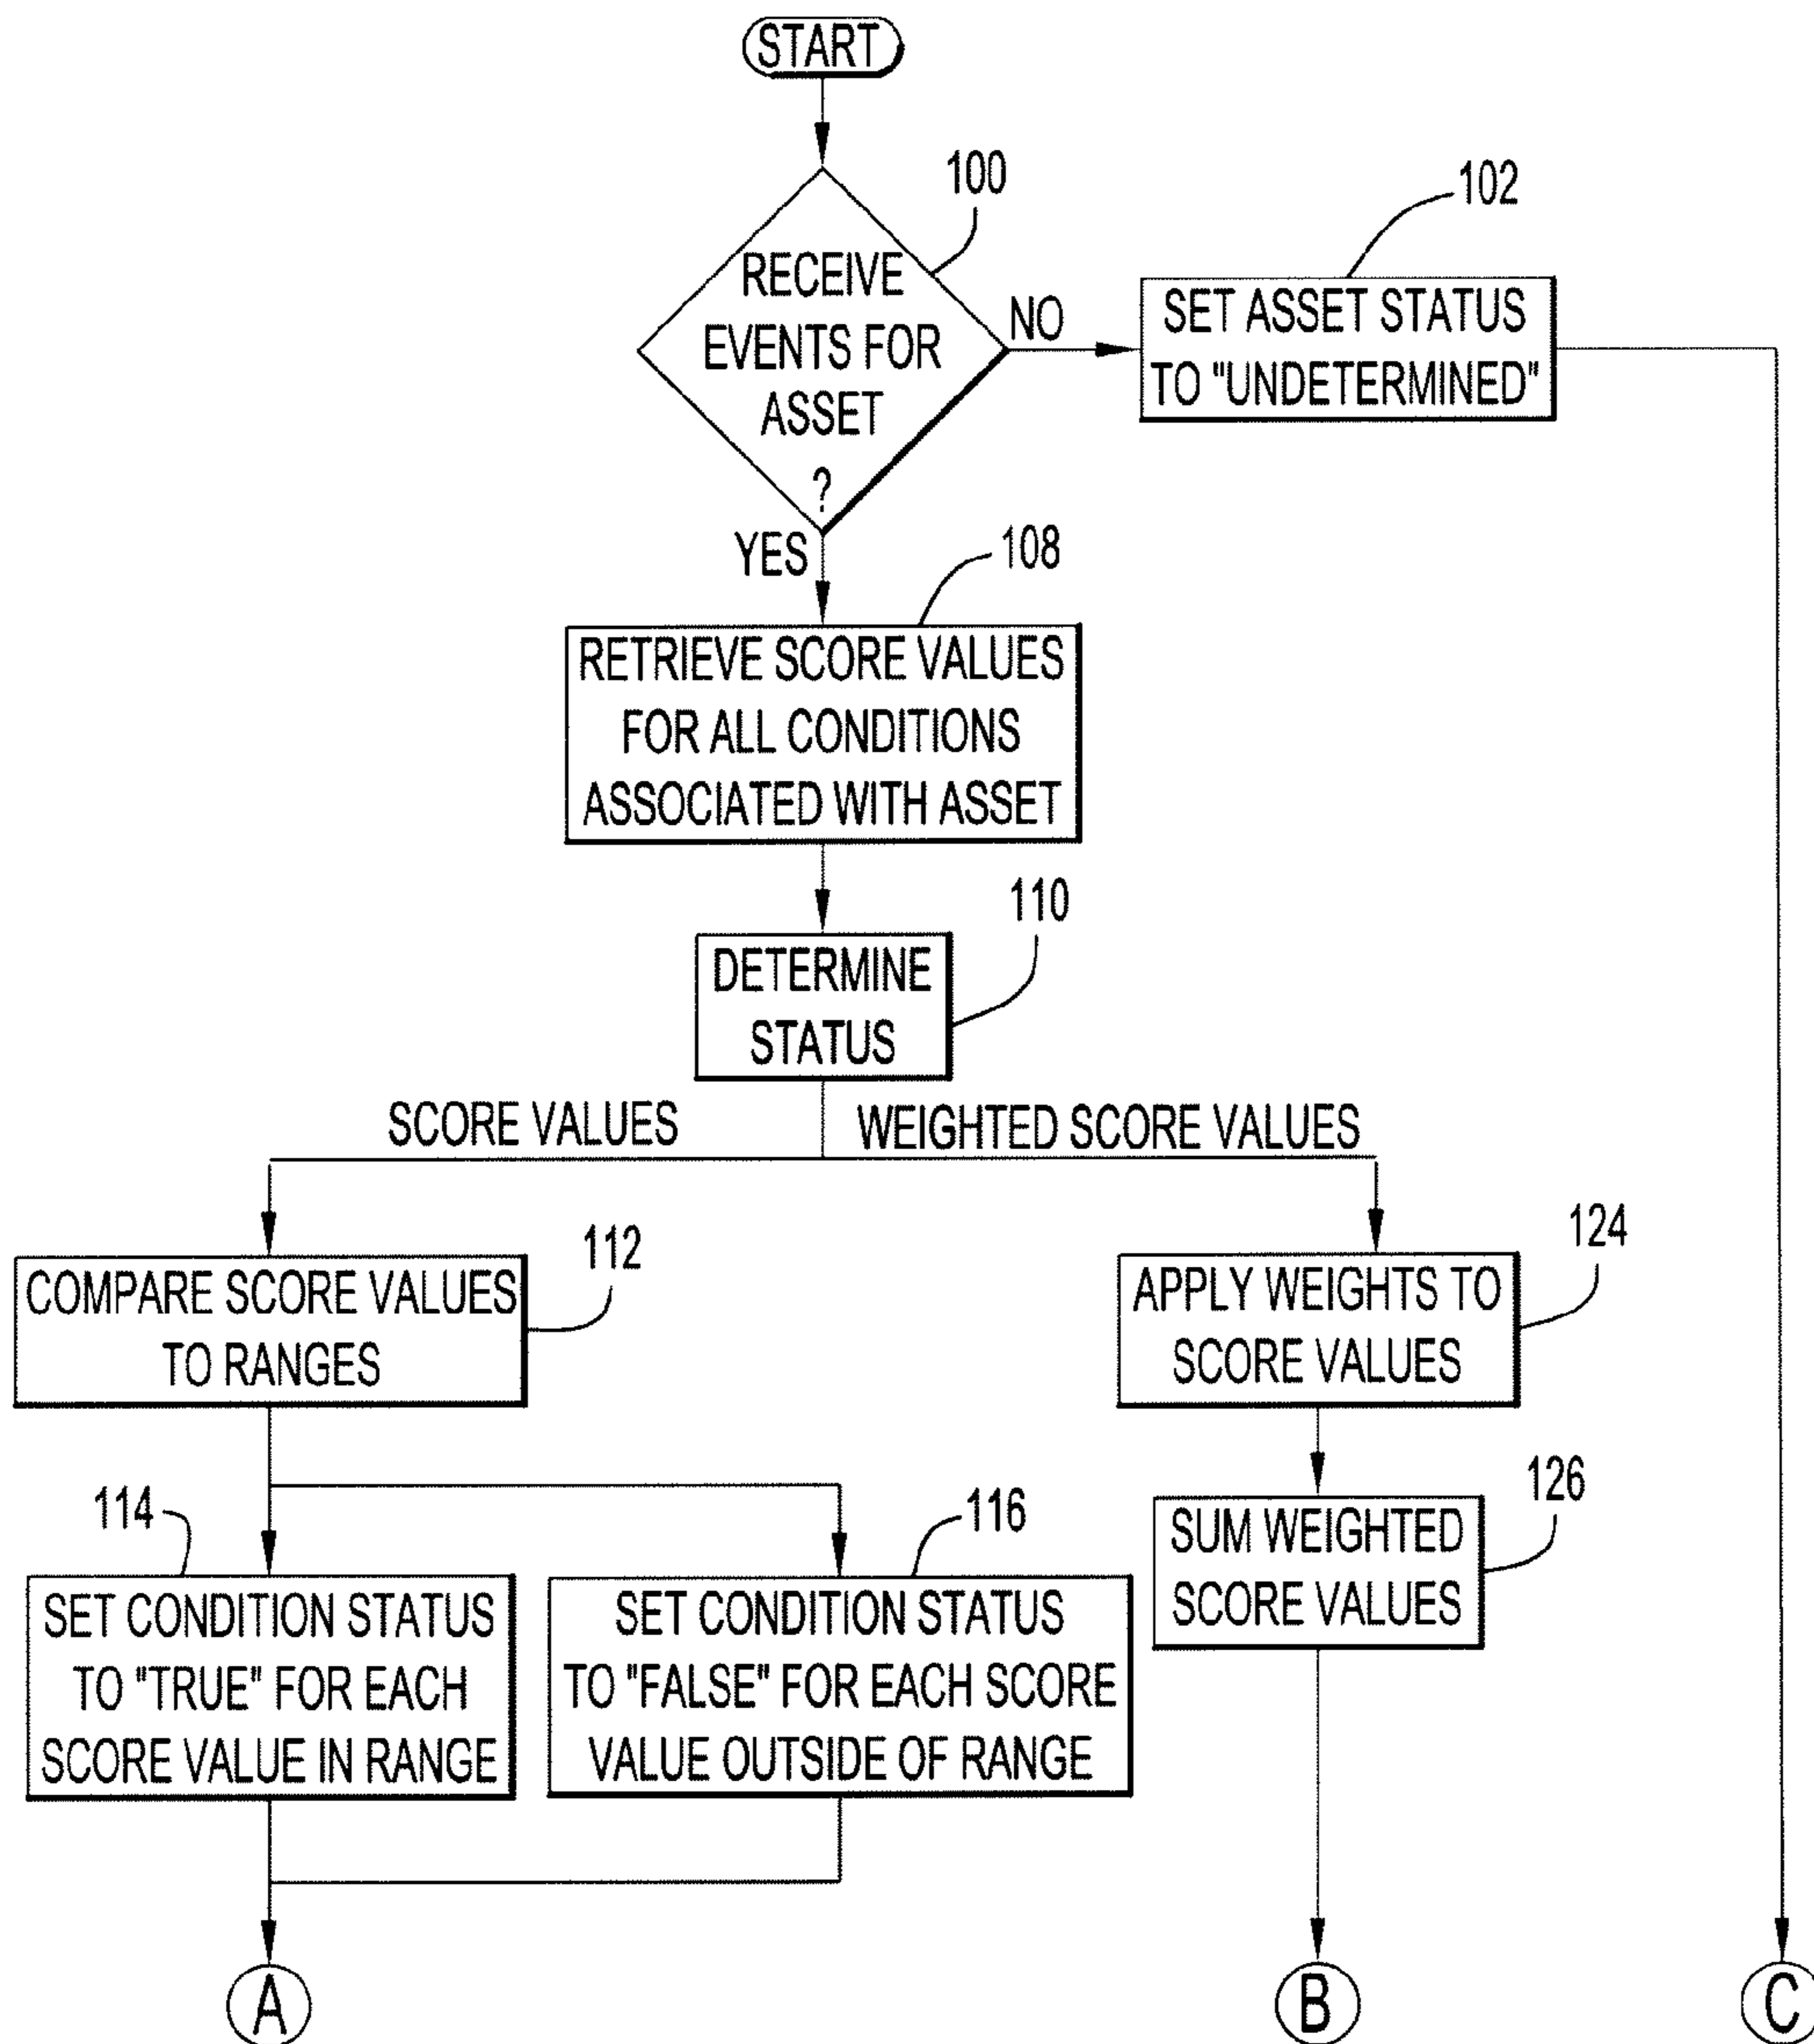 START
100
RECEIVE
EVENTS FOR
ASSET
?
NO
102
SET ASSET STATUS
TO "UNDETERMINED"
YES
108
RETRIEVE SCORE VALUES
FOR ALL CONDITIONS
ASSOCIATED WITH ASSET
110
DETERMINE
STATUS
SCORE VALUES
WEIGHTED SCORE VALUES
112
COMPARE SCORE VALUES
TO RANGES
124
APPLY WEIGHTS TO
SCORE VALUES
114
SET CONDITION STATUS
TO "TRUE" FOR EACH
SCORE VALUE IN RANGE
116
SET CONDITION STATUS
TO "FALSE" FOR EACH SCORE
VALUE OUTSIDE OF RANGE
126
SUM WEIGHTED
SCORE VALUES
A
B
C